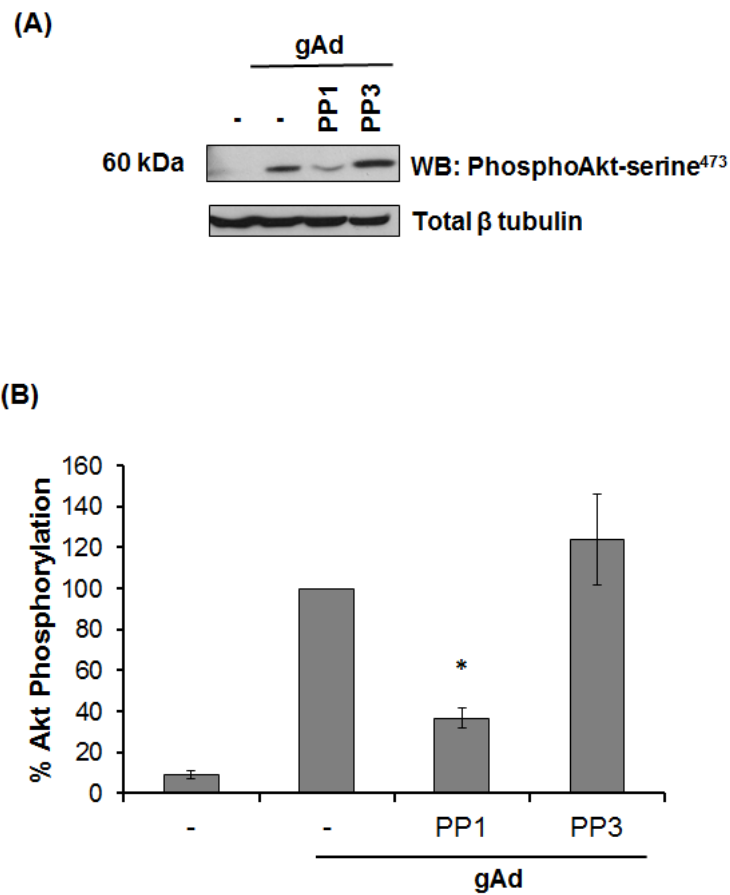 (A)
gAd
- - PP1 PP3
60 kDa WB: PhosphoAkt-serine⁴⁷³
Total β tubulin
(B)
% Akt Phosphorylation
160
140
120
100
80
60
40
20
0
*
- - PP1 PP3
gAd